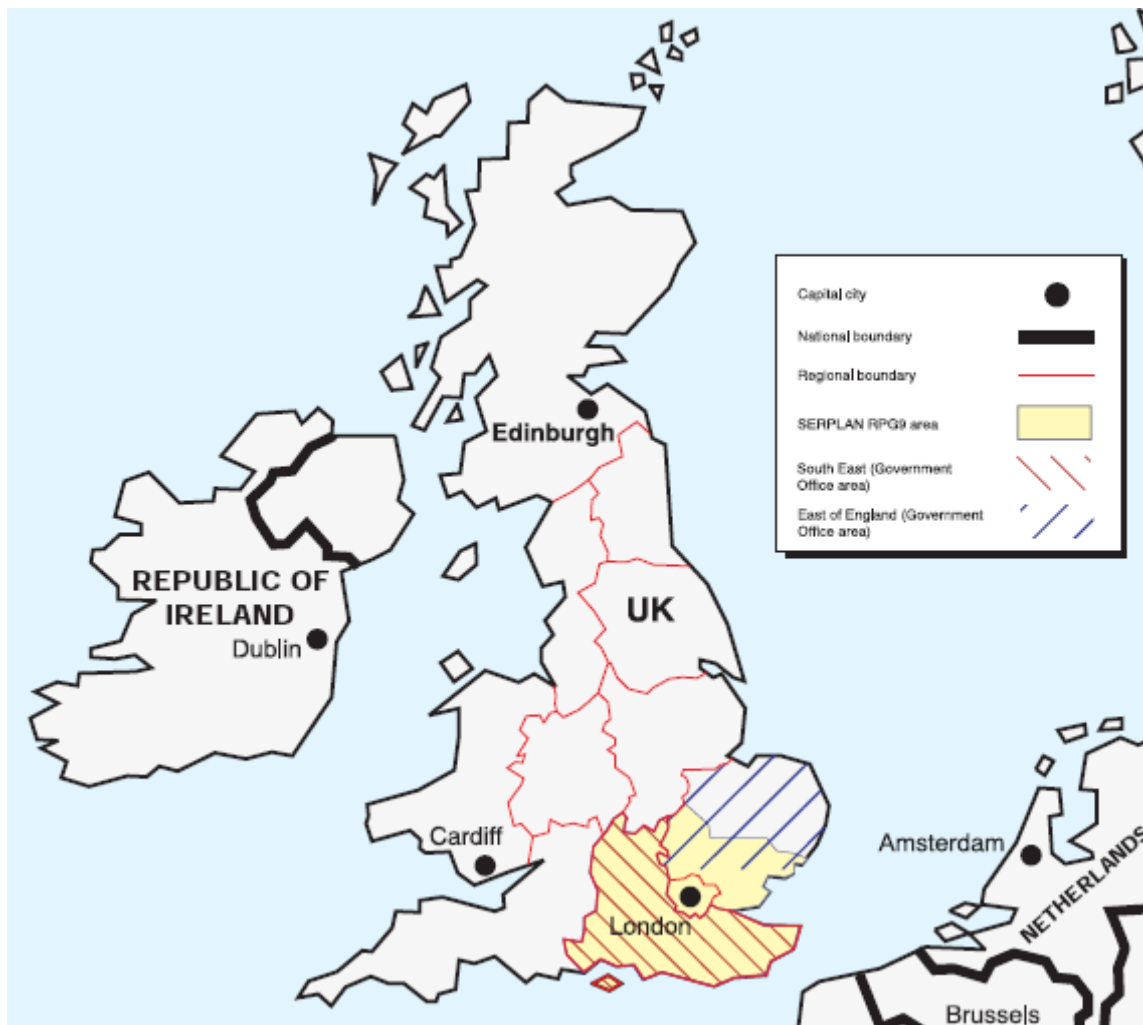 Capital city
National boundary
Regional boundary
SERPLAN RPG9 area
South East (Government
Office area)
East of England (Government
Office area)
Edinburgh
REPUBLIC OF
IRELAND
Dublin
UK
Cardiff
London
Amsterdam
NETHERLANDS
Brussels